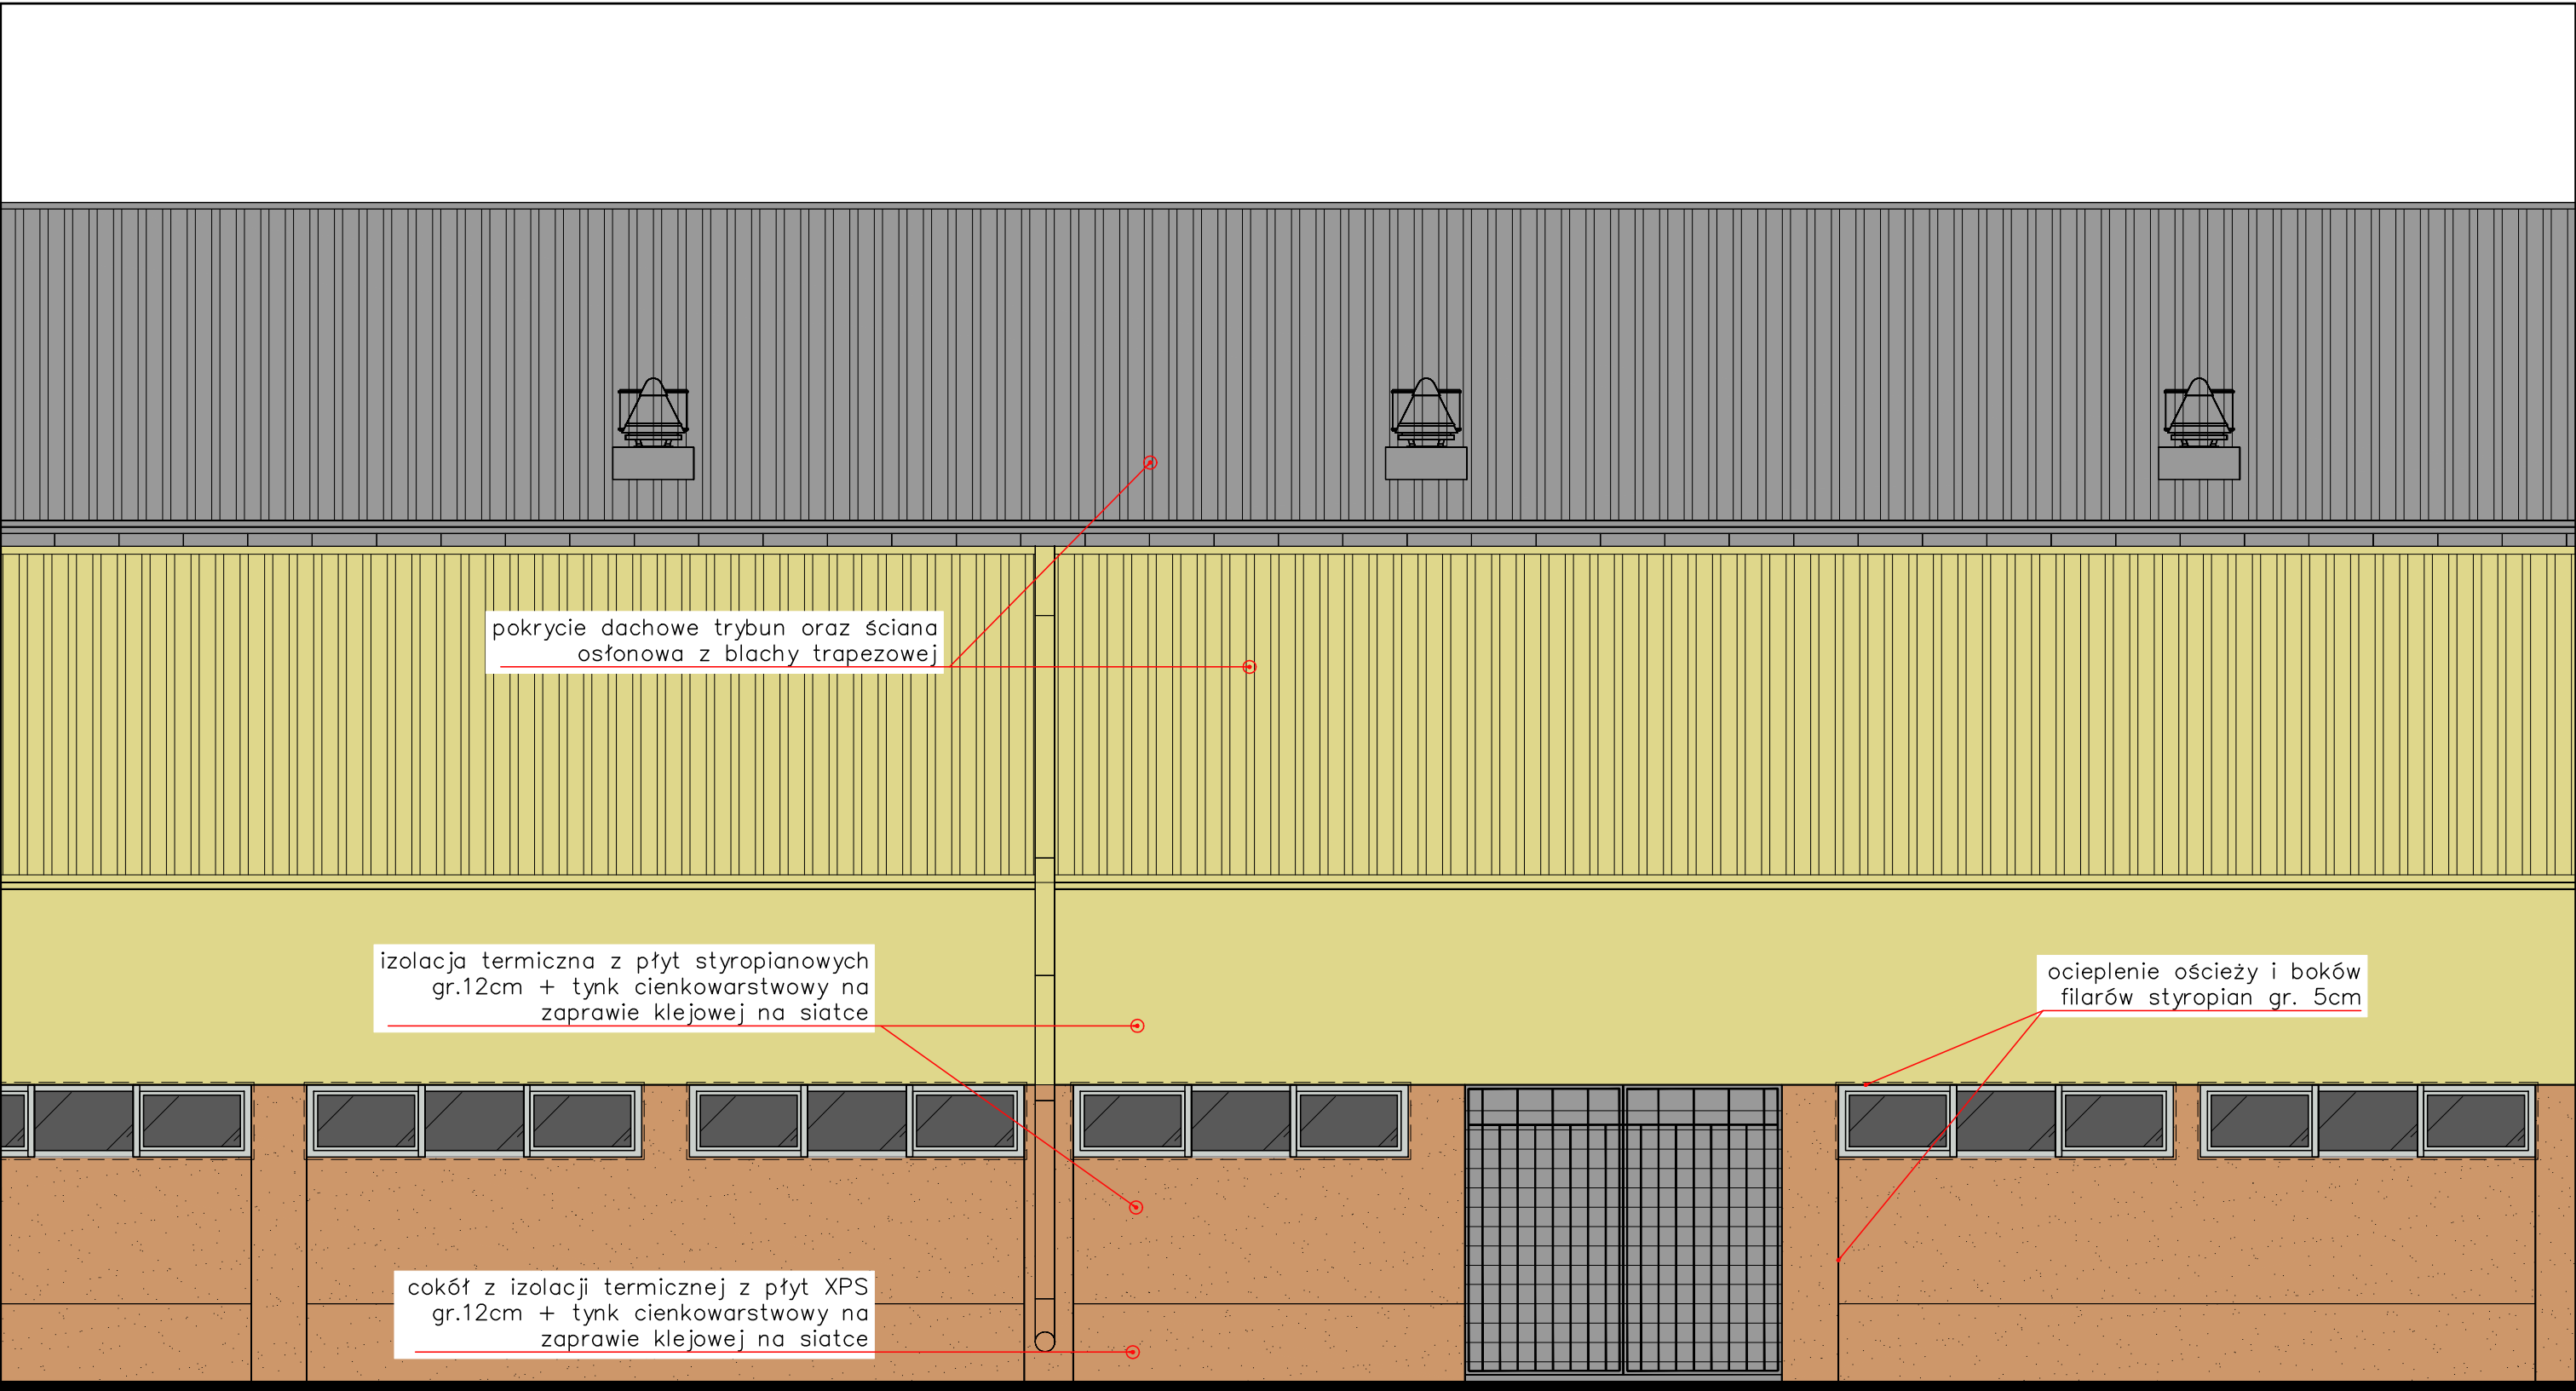 pokrycie dachowe trybun oraz ściana
osłonowa z blachy trapezowej
izolacja termiczna z płyt styropianowych
gr.12cm + tynk cienkowarstwowy na
zaprawie klejowej na siatce
ocieplenie ościeży i boków
filarów styropian gr. 5cm
cokół z izolacji termicznej z płyt XPS
gr.12cm + tynk cienkowarstwowy na
zaprawie klejowej na siatce